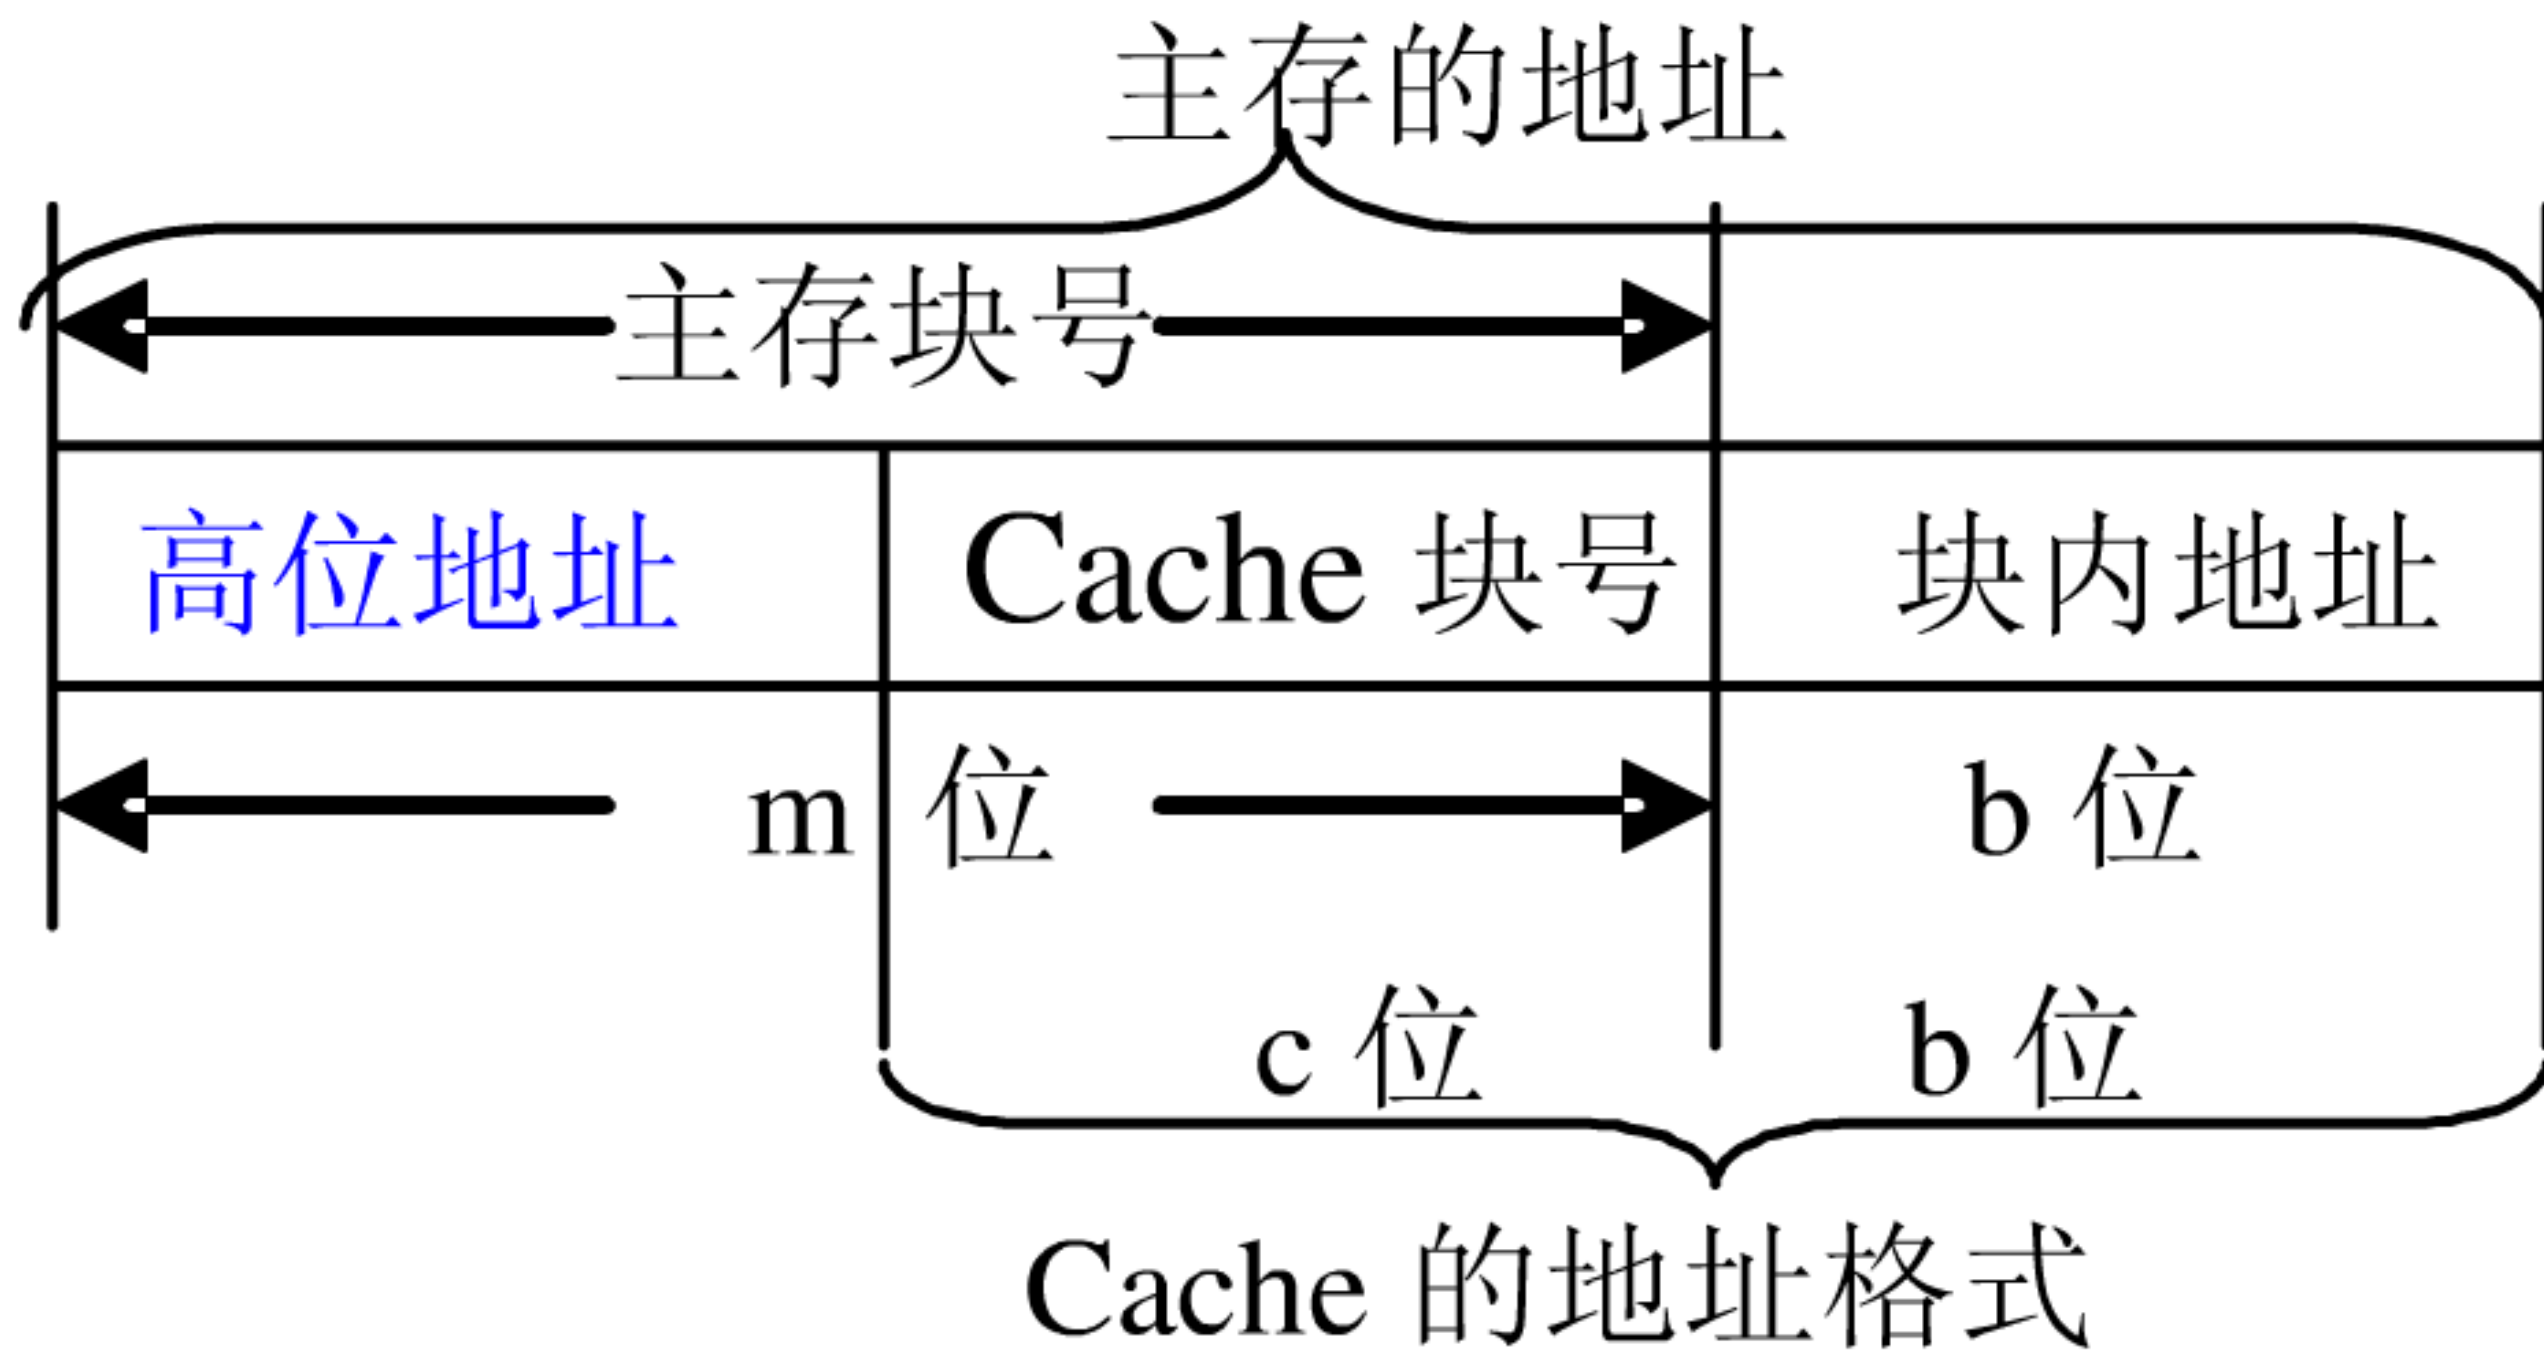 主存的地址
主存块号
高位地址 Cache 块号 块内地址
m 位 b 位
c 位 b 位
Cache 的地址格式